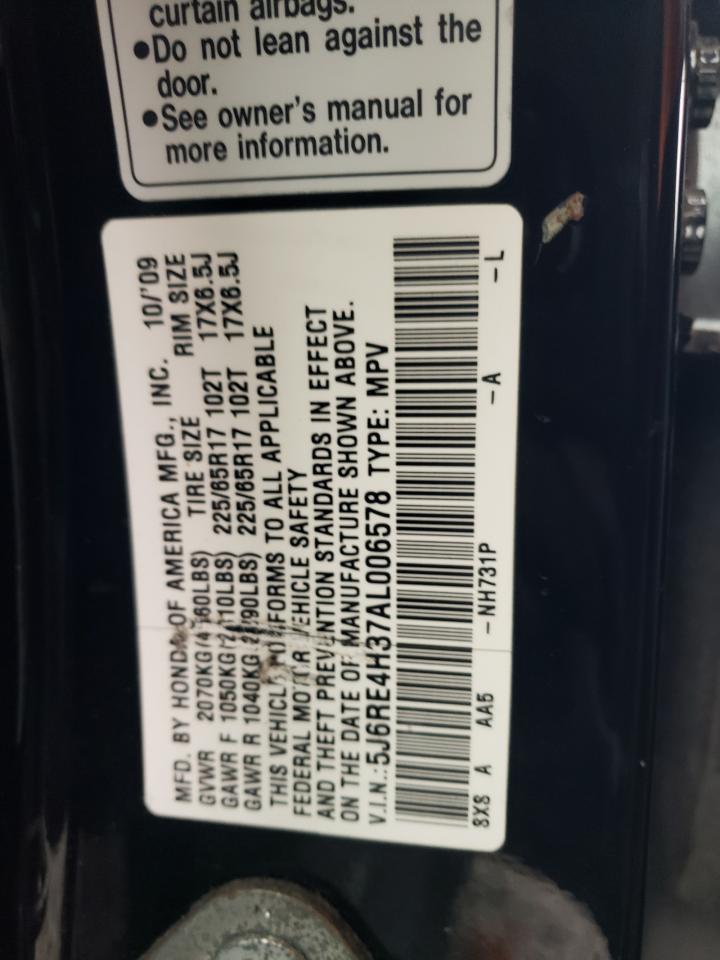 curtain airbags.
●Do not lean against the
door.
●See owner's manual for
more information.
MFD. BY HONDA OF AMERICA MFG., INC. 10/'09
GVWR 2070KG(4560LBS) TIRE SIZE RIM SIZE
GAWR F 1050KG( 10LBS) 225/65R17 102T 17X6.5J
GAWR R 1040KG( 90LBS) 225/65R17 102T 17X6.5J
THIS VEHICLE CONFORMS TO ALL APPLICABLE
FEDERAL MOTOR VEHICLE SAFETY
AND THEFT PREVENTION STANDARDS IN EFFECT
ON THE DATE OF MANUFACTURE SHOWN ABOVE.
V.I.N.:5J6RE4H37AL006578 TYPE: MPV
8X8 A AA5 -NH731P -A -L